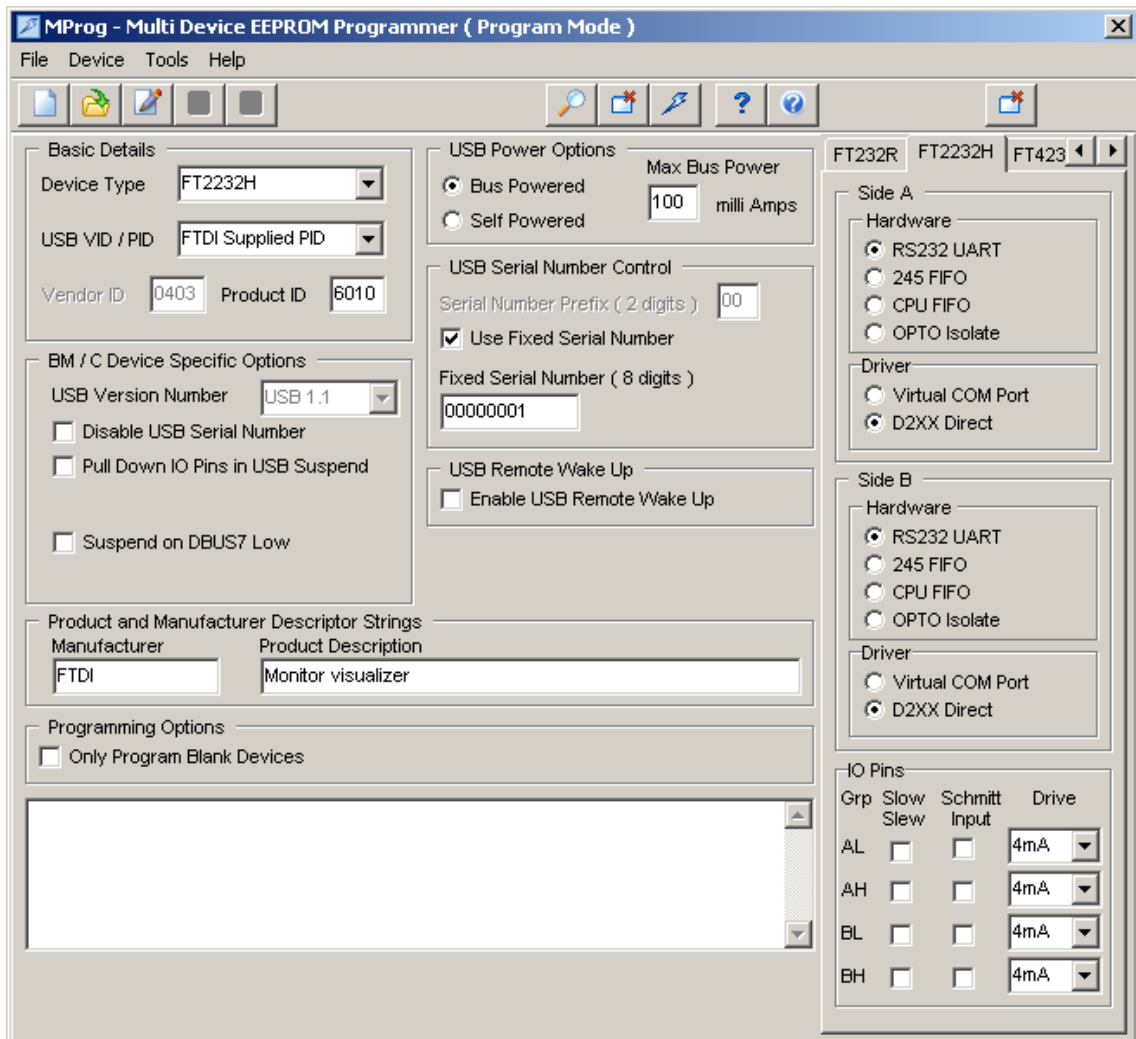 MProg - Multi Device EEPROM Programmer ( Program Mode )
File Device Tools Help
Basic Details
Device Type FT2232H
USB VID / PID FTDI Supplied PID
Vendor ID 0403 Product ID 6010
BM / C Device Specific Options
USB Version Number USB 1.1
Disable USB Serial Number
Pull Down IO Pins in USB Suspend
Suspend on DBUS7 Low
USB Power Options
Bus Powered
Self Powered
Max Bus Power
100 milli Amps
USB Serial Number Control
Serial Number Prefix ( 2 digits ) 00
Use Fixed Serial Number
Fixed Serial Number ( 8 digits )
00000001
USB Remote Wake Up
Enable USB Remote Wake Up
Product and Manufacturer Descriptor Strings
Manufacturer Product Description
FTDI Monitor visualizer
Programming Options
Only Program Blank Devices
FT232R FT2232H FT423
Side A
Hardware
RS232 UART
245 FIFO
CPU FIFO
OPTO Isolate
Driver
Virtual COM Port
D2XX Direct
Side B
Hardware
RS232 UART
245 FIFO
CPU FIFO
OPTO Isolate
Driver
Virtual COM Port
D2XX Direct
IO Pins
Grp Slow Schmitt Drive
Slew Input
AL 4mA
AH 4mA
BL 4mA
BH 4mA